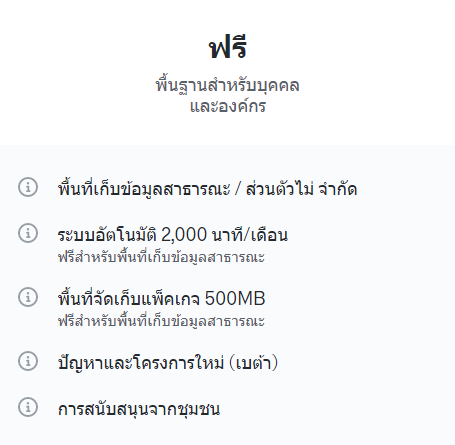 ฟรี
พื้นฐานสำหรับบุคคล
และองค์กร
พื้นที่เก็บข้อมูลสาธารณะ / ส่วนตัวไม่ จำกัด
ระบบอัตโนมัติ 2,000 นาที/เดือน
ฟรีสำหรับพื้นที่เก็บข้อมูลสาธารณะ
พื้นที่จัดเก็บแพ็คเกจ 500MB
ฟรีสำหรับพื้นที่เก็บข้อมูลสาธารณะ
ปัญหาและโครงการใหม่ (เบต้า)
การสนับสนุนจากชุมชน